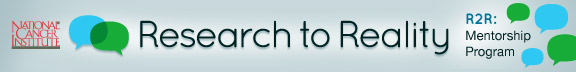 NATIONAL
CANCER
INSTITUTE
Research to Reality
R2R:
Mentorship
Program